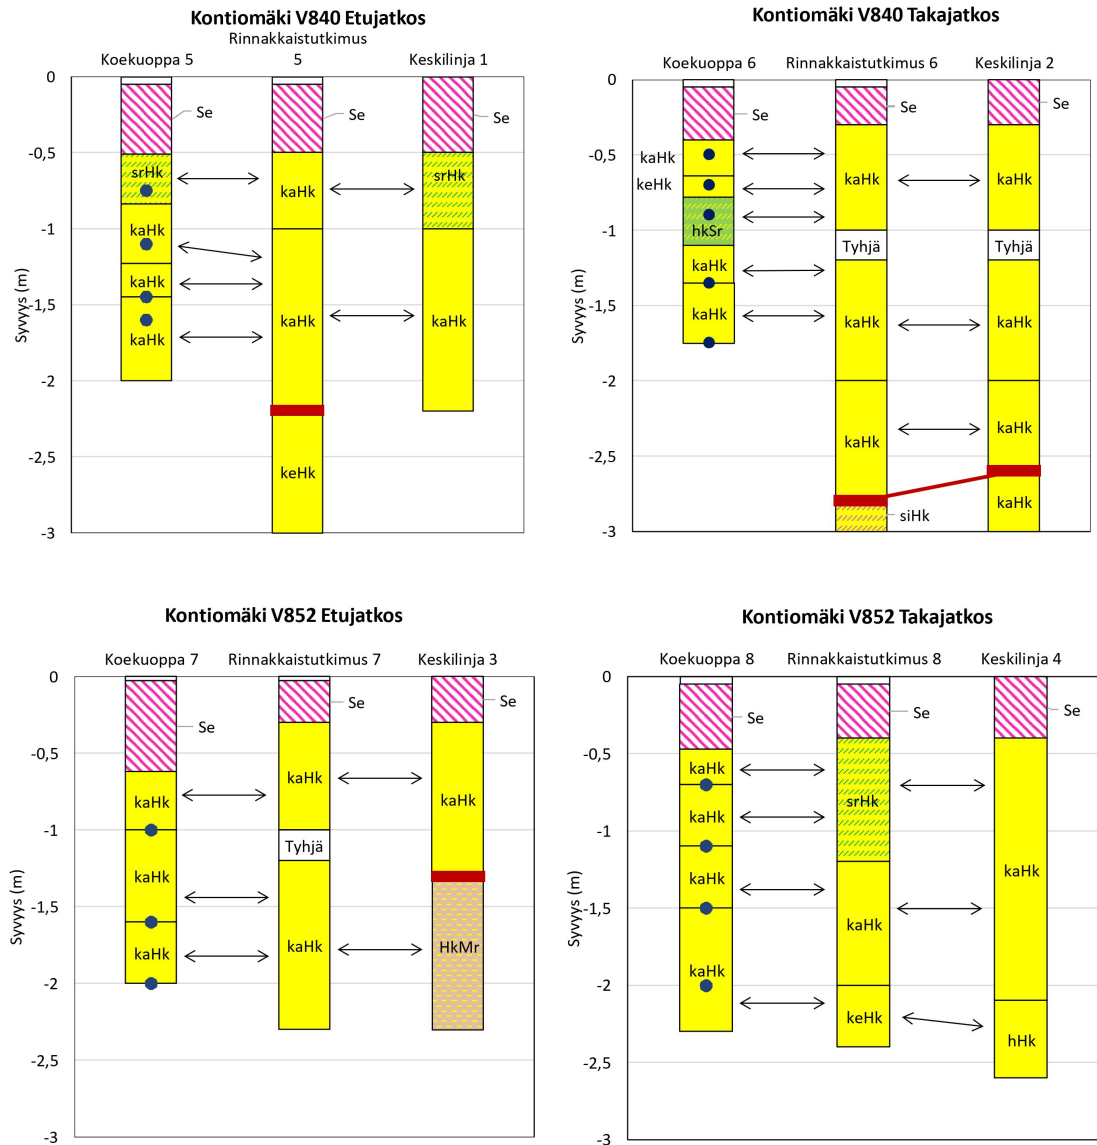 Kontiomäki V840 Etujatkos
Koekuoppa 5
Rinnakkaistutkimus
5
Keskilinja 1
Syvyys (m)
0
-0,5
-1
-1,5
-2
-2,5
-3
Se
srHk
kaHk
kaHk
kaHk
Se
kaHk
kaHk
keHk
Se
srHk
kaHk
Kontiomäki V840 Takajatkos
Koekuoppa 6
Rinnakkaistutkimus 6
Keskilinja 2
Syvyys (m)
0
-0,5
-1
-1,5
-2
-2,5
-3
Se
kaHk
keHk
hkSr
kaHk
kaHk
Se
kaHk
Tyhjä
kaHk
kaHk
siHk
Se
kaHk
Tyhjä
kaHk
kaHk
kaHk
Kontiomäki V852 Etujatkos
Koekuoppa 7
Rinnakkaistutkimus 7
Keskilinja 3
Syvyys (m)
0
-0,5
-1
-1,5
-2
-2,5
-3
Se
kaHk
kaHk
kaHk
Se
kaHk
Tyhjä
kaHk
Se
kaHk
HkMr
Kontiomäki V852 Takajatkos
Koekuoppa 8
Rinnakkaistutkimus 8
Keskilinja 4
Syvyys (m)
0
-0,5
-1
-1,5
-2
-2,5
-3
Se
kaHk
kaHk
kaHk
kaHk
Se
srHk
kaHk
keHk
Se
kaHk
hHk